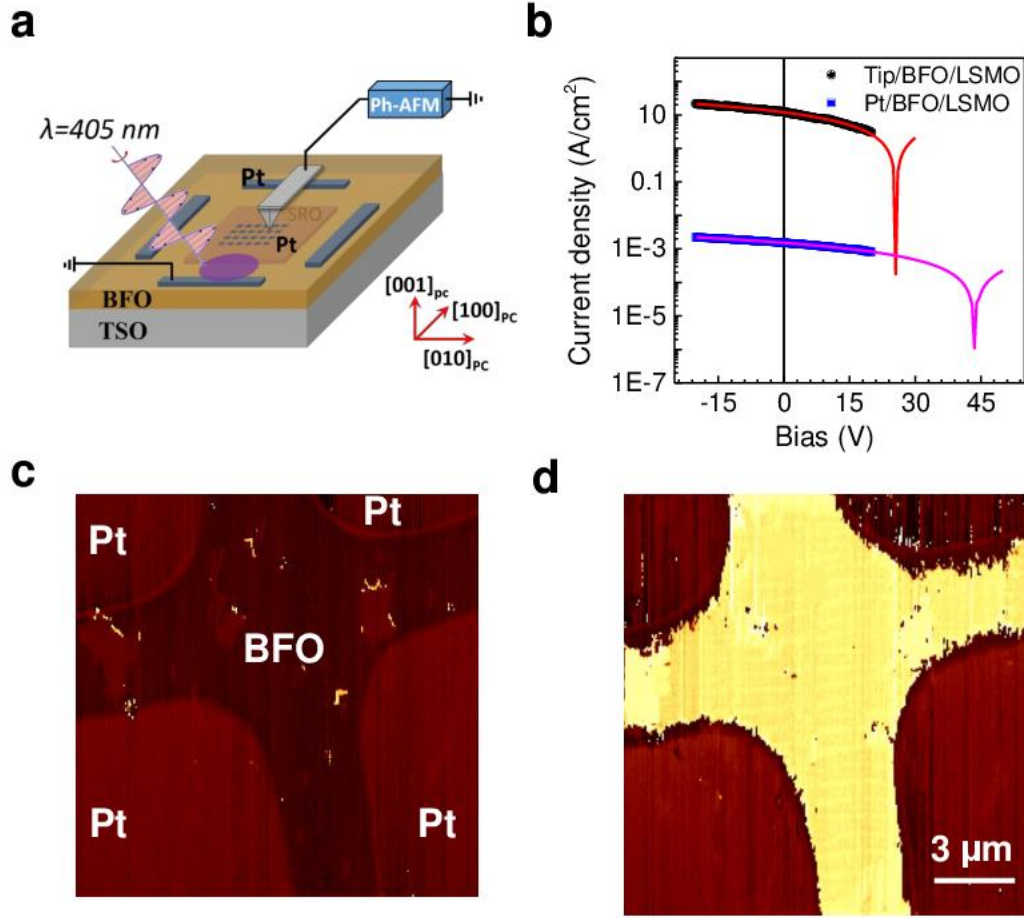 a
λ=405 nm
Ph-AFM
Pt
SRO
Pt
BFO
TSO
[001]pc
[100]PC
[010]PC
b
Current density (A/cm²)
10
0.1
1E-3
1E-5
1E-7
Tip/BFO/LSMO
Pt/BFO/LSMO
-15 0 15 30 45
Bias (V)
c
Pt
Pt
BFO
Pt
Pt
d
3 µm